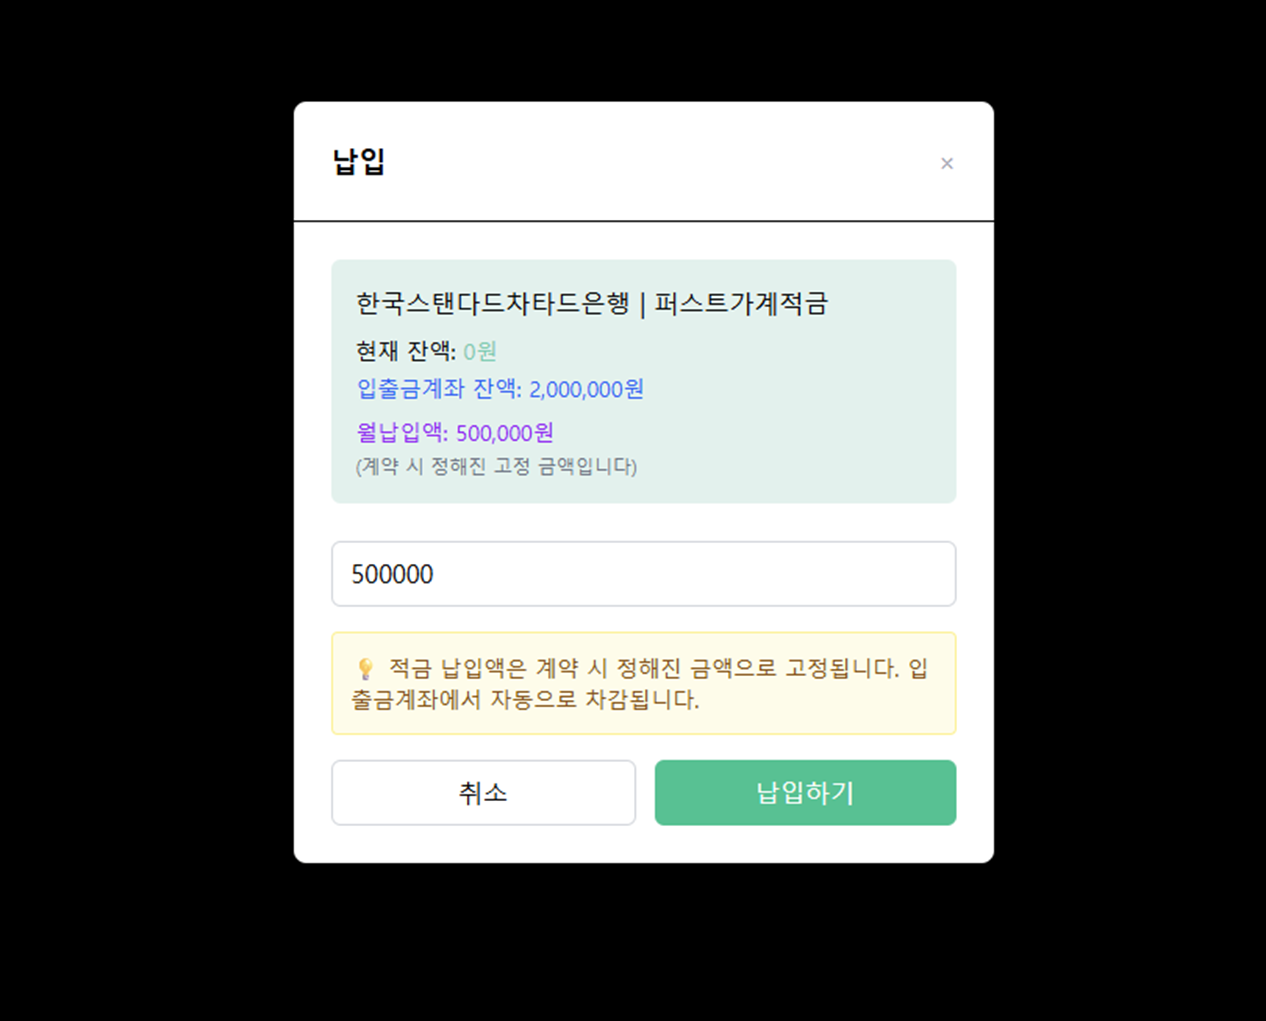 납입
×
한국스탠다드차타드은행 | 퍼스트가계적금
현재 잔액: 0원
입출금계좌 잔액: 2,000,000원
월납입액: 500,000원
(계약 시 정해진 고정 금액입니다)
500000
💡 적금 납입액은 계약 시 정해진 금액으로 고정됩니다. 입
출금계좌에서 자동으로 차감됩니다.
취소
납입하기